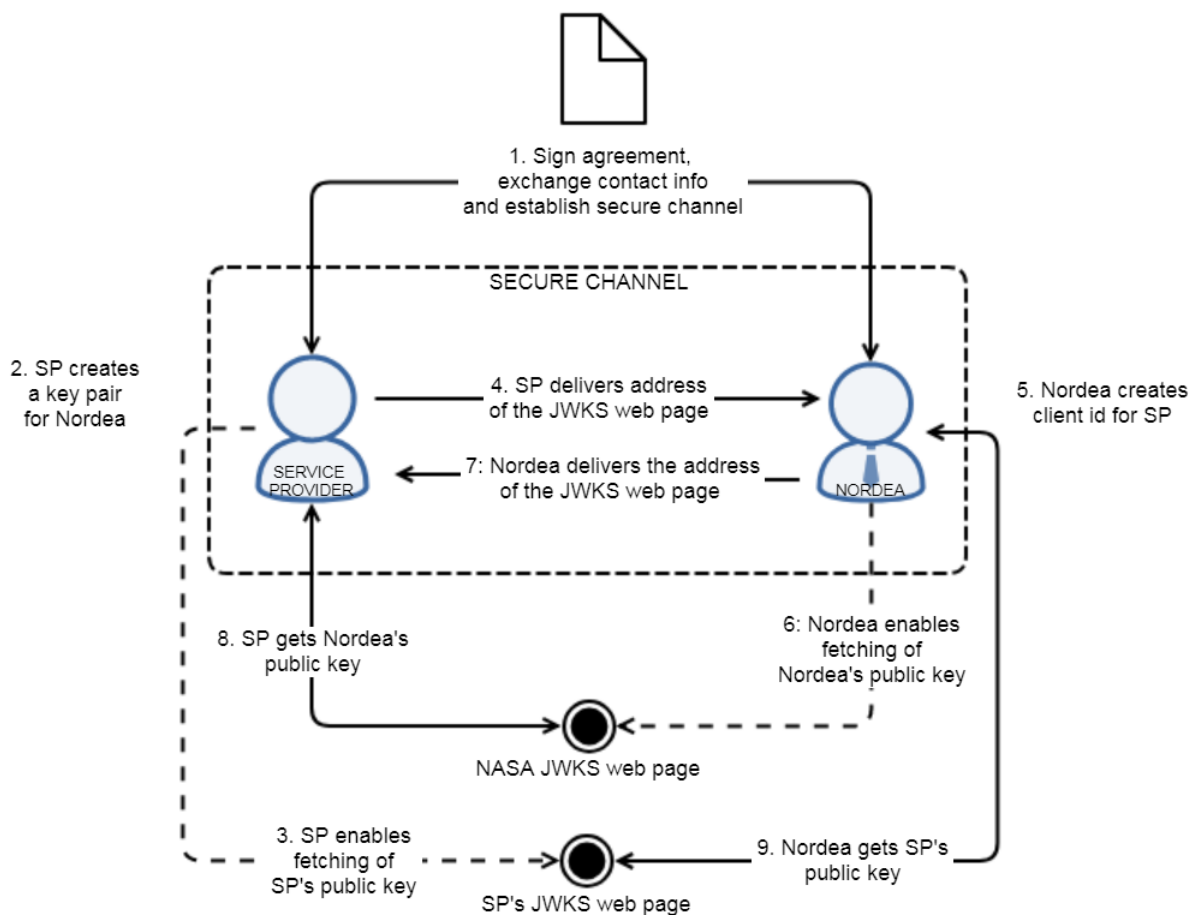 1. Sign agreement,
exchange contact info
and establish secure channel
SECURE CHANNEL
2. SP creates
a key pair
for Nordea
4. SP delivers address
of the JWKS web page
5. Nordea creates
client id for SP
7: Nordea delivers the address
of the JWKS web page
SERVICE
PROVIDER
NORDEA
8. SP gets Nordea's
public key
6: Nordea enables
fetching of
Nordea's public key
NASA JWKS web page
3. SP enables
fetching of
SP's public key
9. Nordea gets SP's
public key
SP's JWKS web page